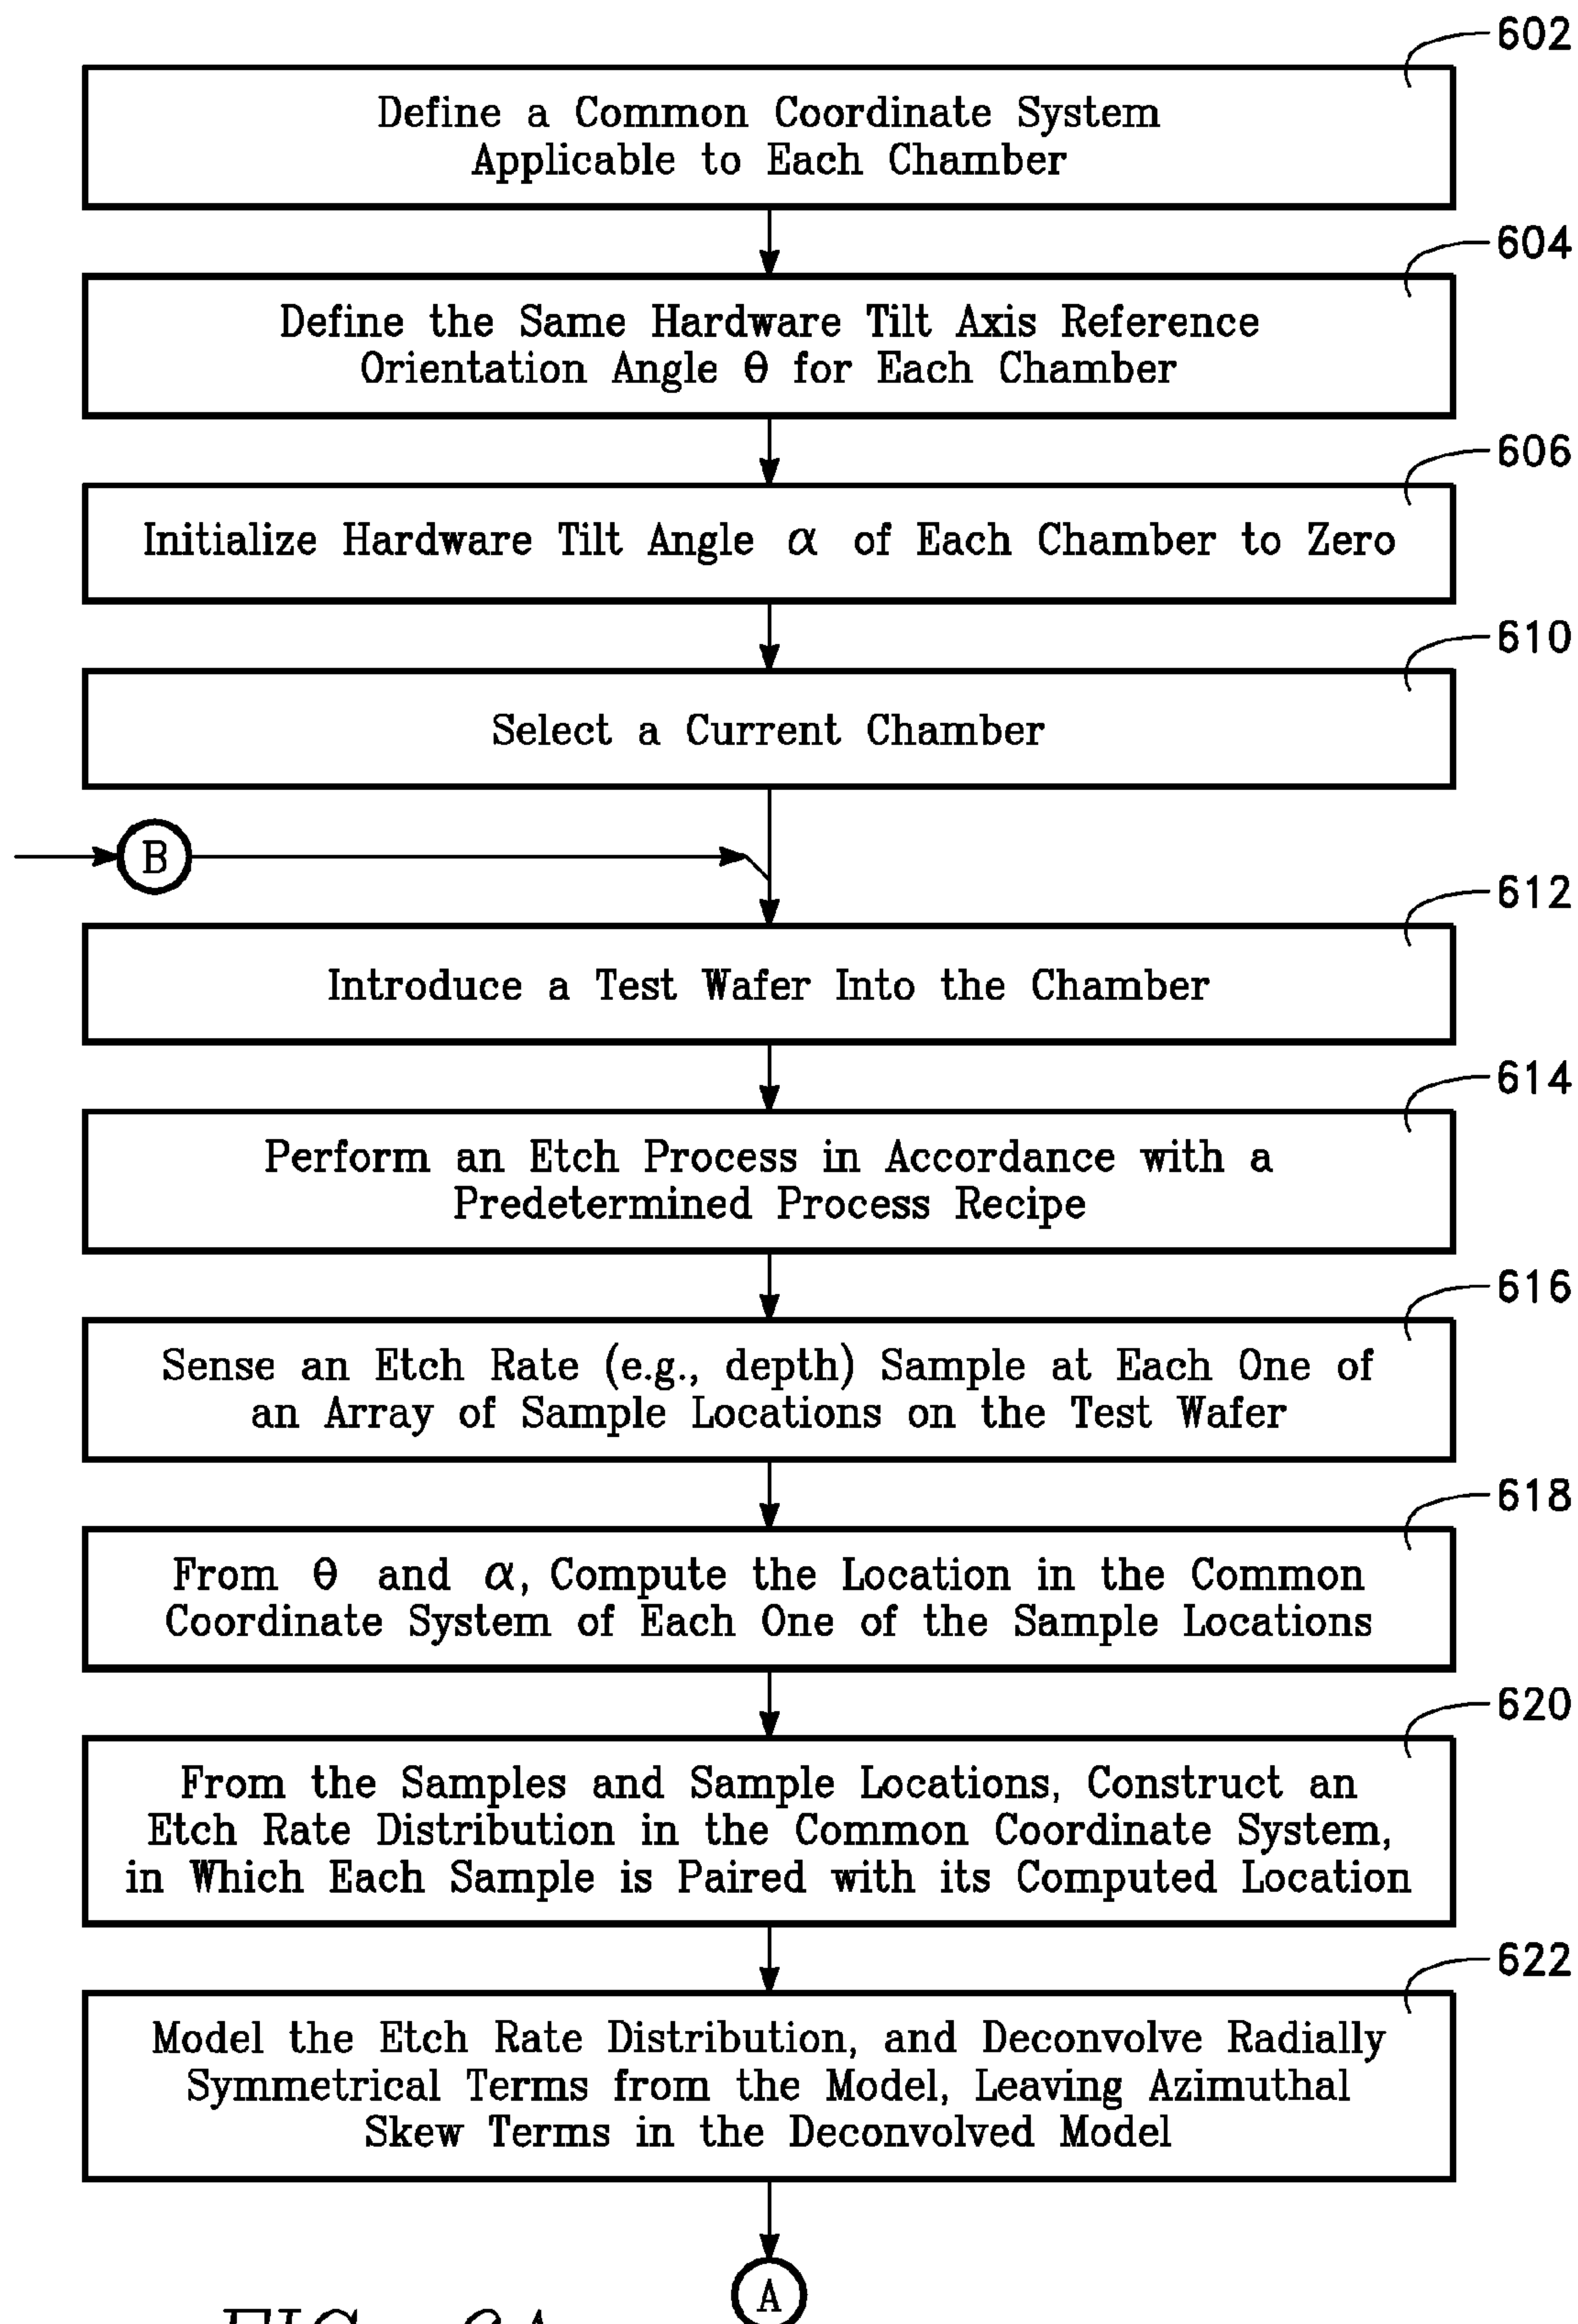 602
Define a Common Coordinate System
Applicable to Each Chamber
604
Define the Same Hardware Tilt Axis Reference
Orientation Angle θ for Each Chamber
606
Initialize Hardware Tilt Angle α of Each Chamber to Zero
610
Select a Current Chamber
B
612
Introduce a Test Wafer Into the Chamber
614
Perform an Etch Process in Accordance with a
Predetermined Process Recipe
616
Sense an Etch Rate (e.g., depth) Sample at Each One of
an Array of Sample Locations on the Test Wafer
618
From θ and α, Compute the Location in the Common
Coordinate System of Each One of the Sample Locations
620
From the Samples and Sample Locations, Construct an
Etch Rate Distribution in the Common Coordinate System,
in Which Each Sample is Paired with its Computed Location
622
Model the Etch Rate Distribution, and Deconvolve Radially
Symmetrical Terms from the Model, Leaving Azimuthal
Skew Terms in the Deconvolved Model
A